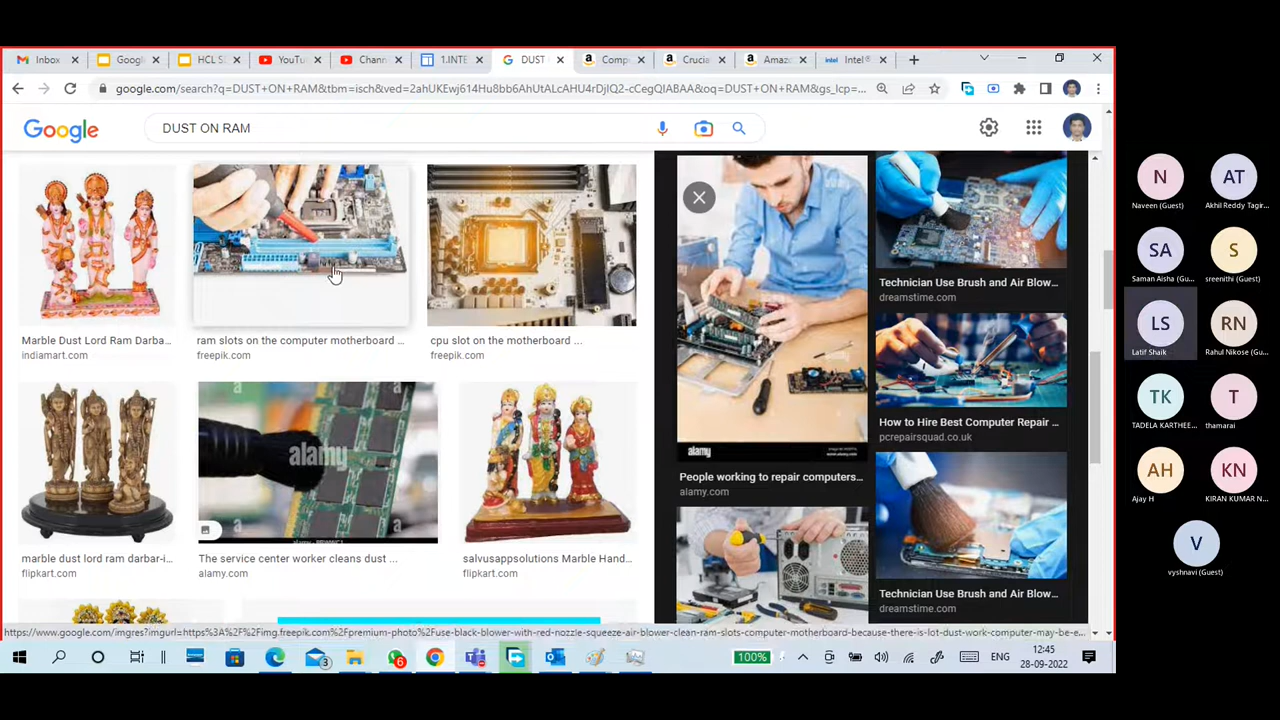 Inbox
Google
HCL S
YouTu
Chann
1.INTE
DUST
Comp
Crucie
Amaz
intel Intel®
google.com/search?q=DUST+ON+RAM&tbm=isch&ved=2ahUKEwj614Hu8bb6AhUtALcAHU4rDjIQ2-cCegQIABAA&oq=DUST+ON+RAM&gs_lcp=...
Google
DUST ON RAM
Marble Dust Lord Ram Darba...
indiamart.com
ram slots on the computer motherboard ...
freepik.com
cpu slot on the motherboard ...
freepik.com
alamy
marble dust lord ram darbar-i...
flipkart.com
The service center worker cleans dust ...
alamy.com
salvusappsolutions Marble Hand...
flipkart.com
alamy
People working to repair computers...
alamy.com
Technician Use Brush and Air Blow...
dreamstime.com
How to Hire Best Computer Repair ...
pcrepairsquad.co.uk
Technician Use Brush and Air Blow...
dreamstime.com
https://www.google.com/imgres?imgurl=https%3A%2F%2Fimg.freepik.com%2Fpremium-photo%2Fuse-black-blower-with-red-nozzle-squeeze-air-blower-clean-ram-slots-computer-motherboard-because-there-is-lot-dust-work-computer-may-be-e...
3
6
100%
ENG
12:45
28-09-2022
N
Naveen (Guest)
AT
Akhil Reddy Tagir...
SA
Saman Aisha (Gu...
S
sreenithi (Guest)
LS
Latif Shaik
RN
Rahul Nikose (Gu...
TK
TADELA KARTHEE...
T
thamarai
AH
Ajay H
KN
KIRAN KUMAR N...
V
vyshnavi (Guest)